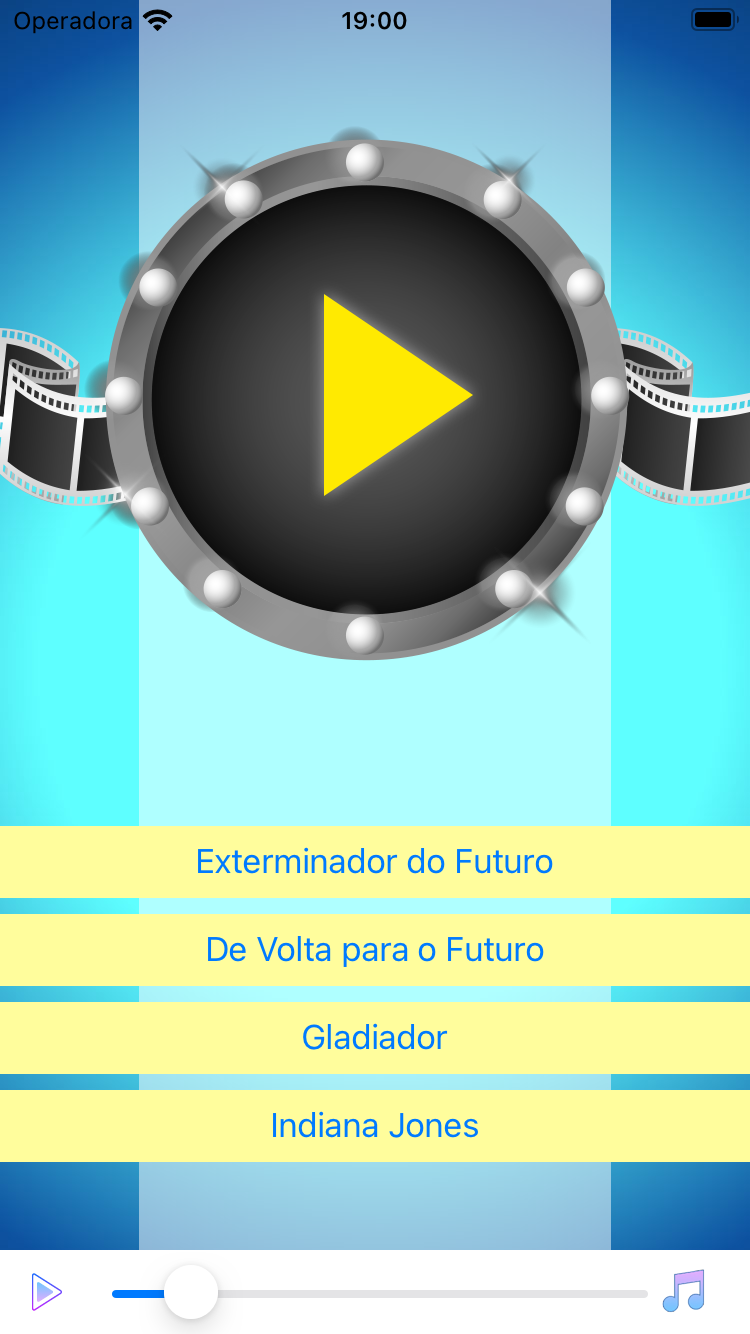 Operadora 19:00
Exterminador do Futuro
De Volta para o Futuro
Gladiador
Indiana Jones